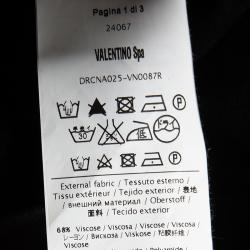 Pagina 1 di 3
24067
VALENTINO Spa
DRCNA025-VN0087R
30
低
External fabric / Tessuto esterno /
Tissu extérieur / Tejido exterior / 表地
/ внешний материал / Oberstoff /
面料 / Tecido exterior
68% Viscose / Viscosa / Viscose / Viscosa /
レーヨン / Вискоза / Viskose / 粘胶纤维 /
Viscose